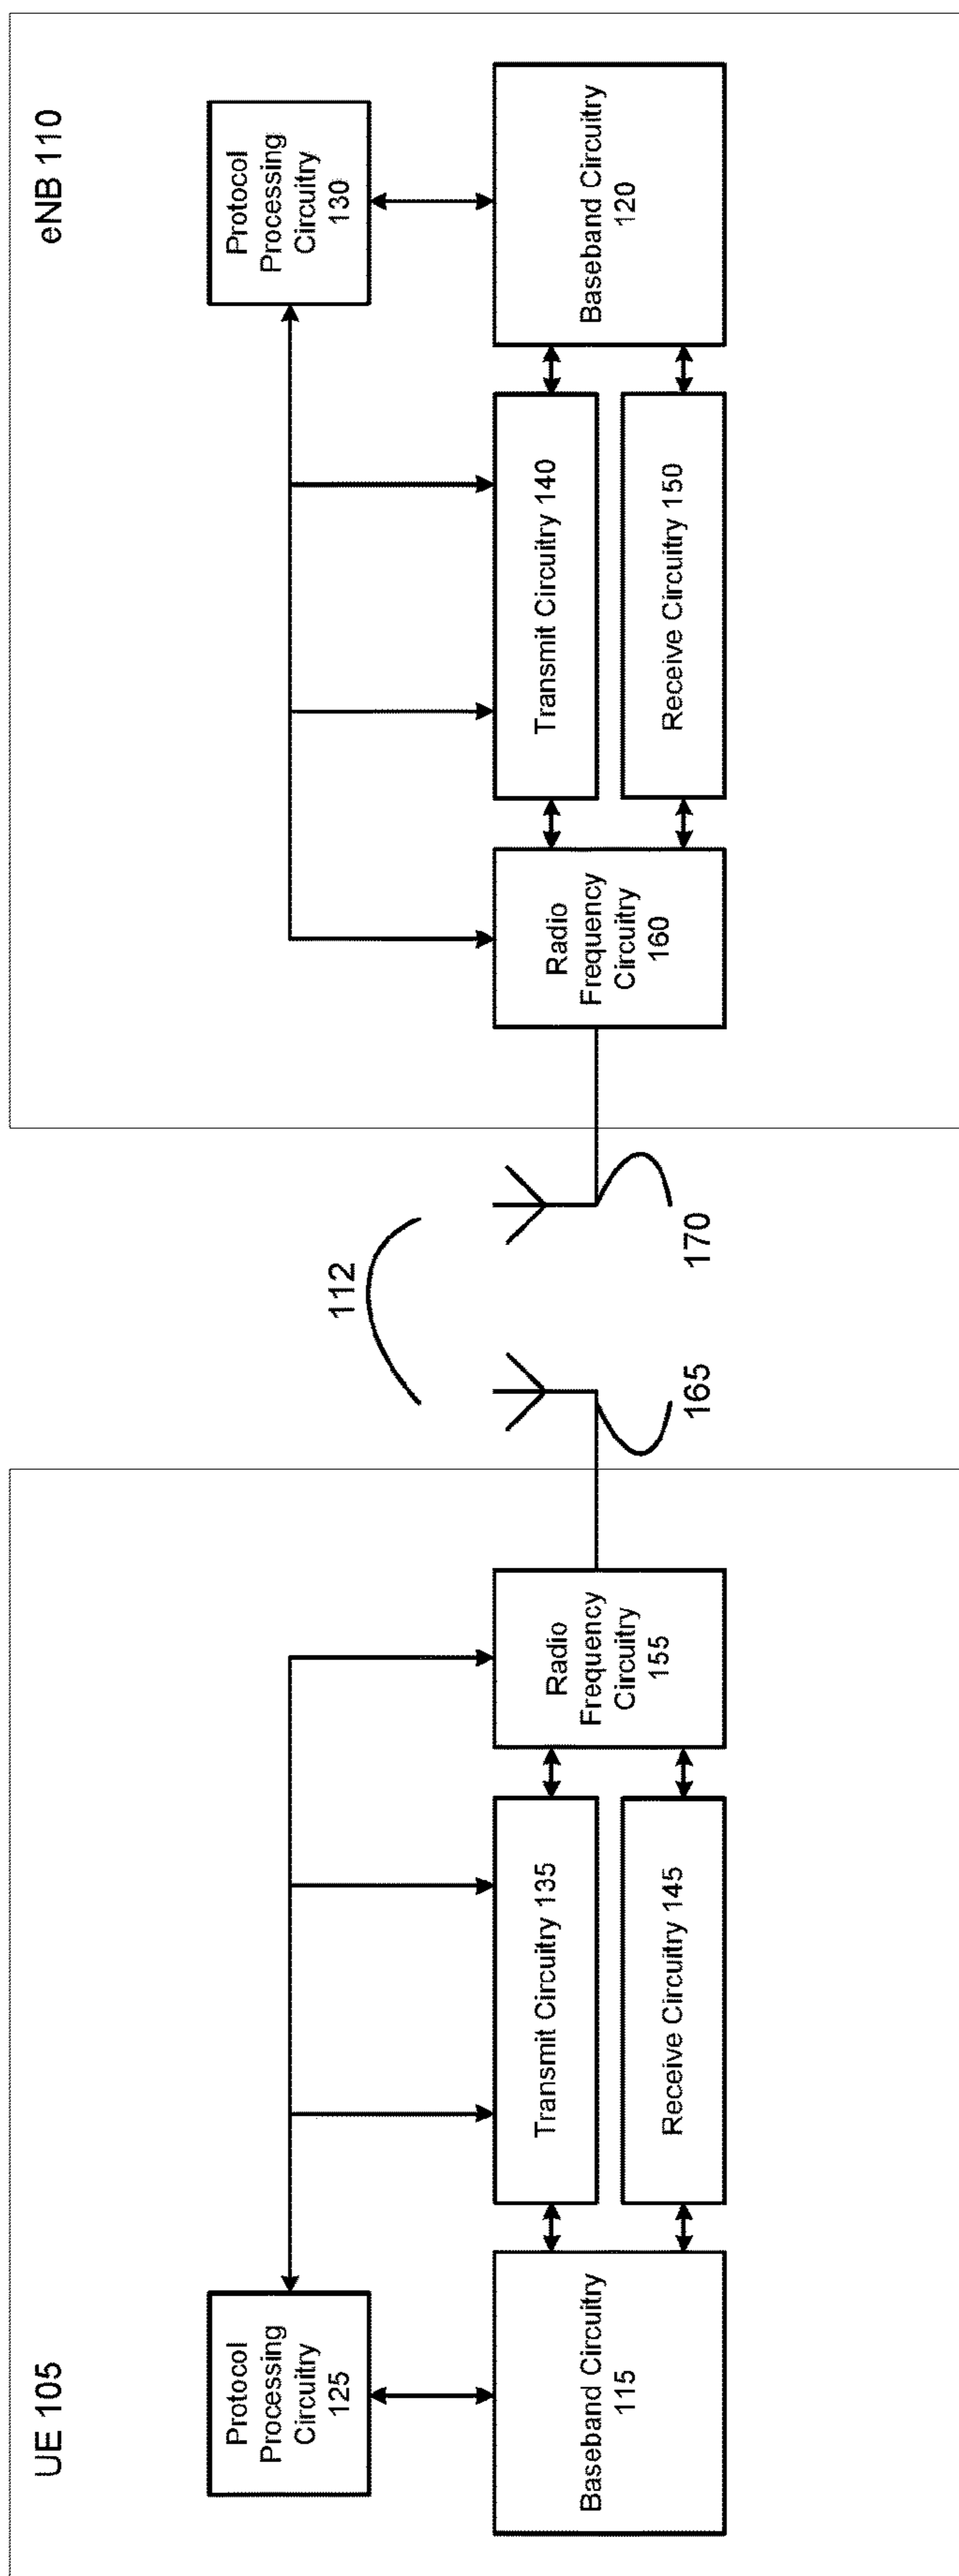 UE 105
Protocol
Processing
Circuitry
125
Baseband Circuitry
115
Transmit Circuitry 135
Receive Circuitry 145
Radio
Frequency
Circuitry
155
165
112
170
eNB 110
Radio
Frequency
Circuitry
160
Transmit Circuitry 140
Receive Circuitry 150
Protocol
Processing
Circuitry
130
Baseband Circuitry
120